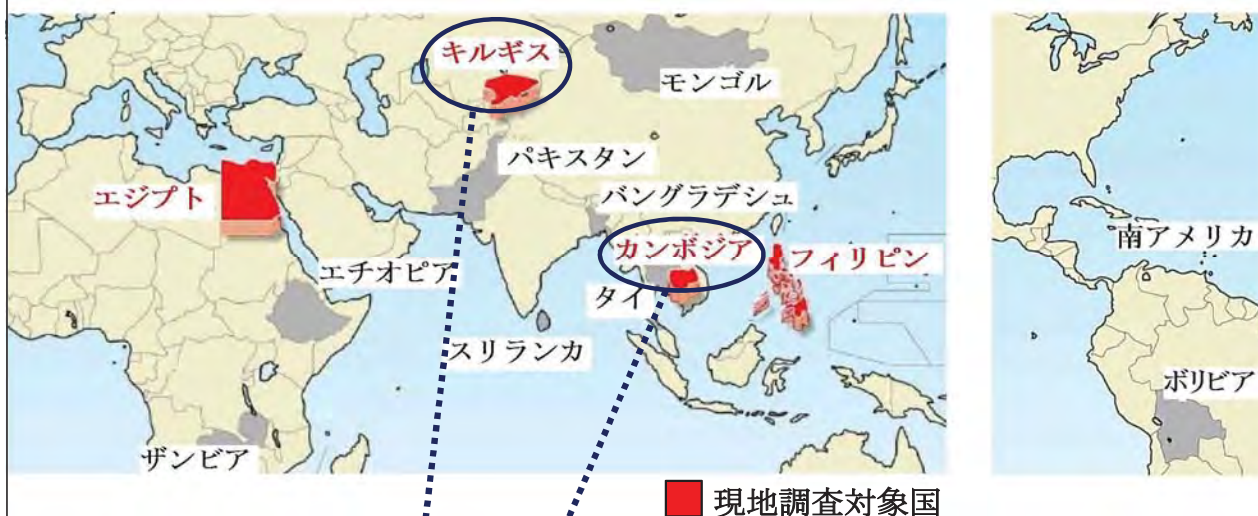 キルギス
モンゴル
パキスタン
エジプト
バングラデシュ
カンボジア
フィリピン
南アメリカ
エチオピア
タイ
スリランカ
ボリビア
ザンビア
現地調査対象国